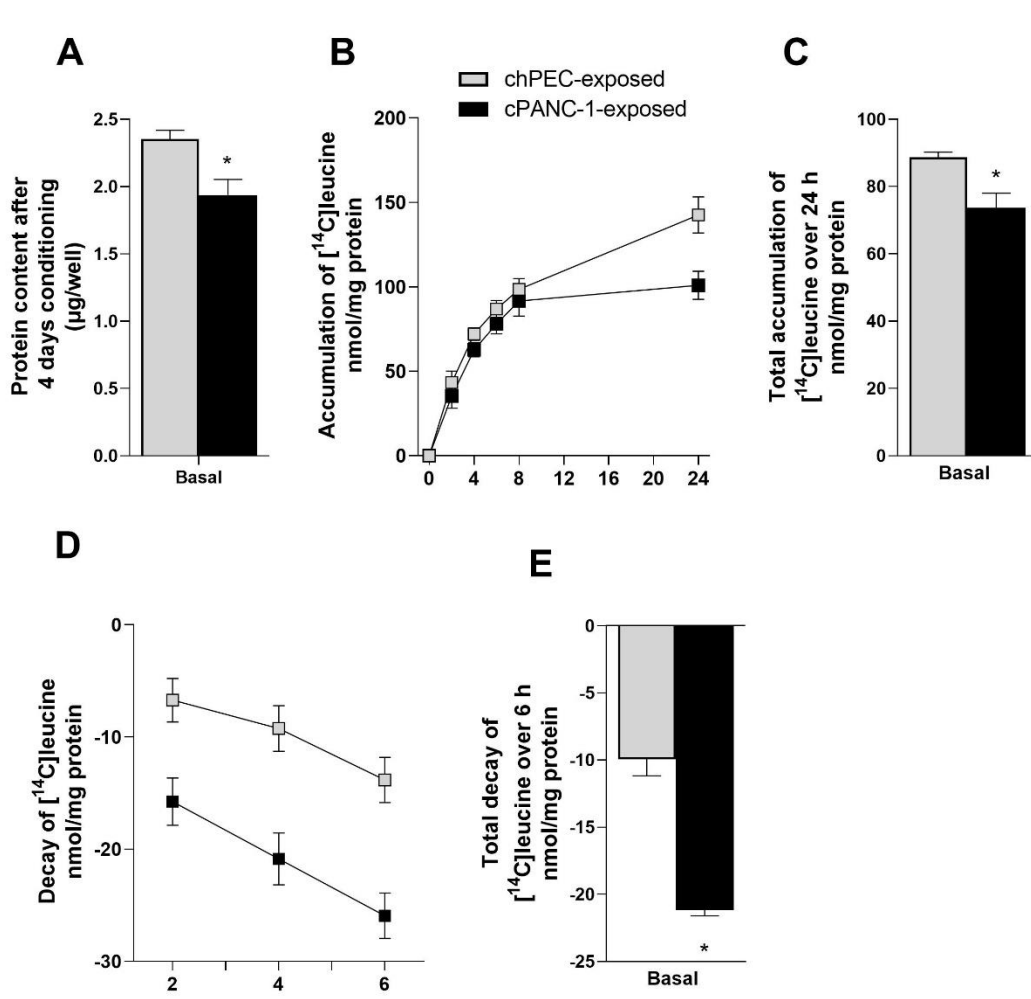 A
Protein content after
4 days conditioning
(µg/well)
2.5
2.0
1.5
1.0
0.5
0.0
*
Basal
B
chPEC-exposed
cPANC-1-exposed
Accumulation of [¹⁴C]leucine
nmol/mg protein
200
150
100
50
0
0 4 8 12 16 20 24
C
Total accumulation of
[¹⁴C]leucine over 24 h
nmol/mg protein
100
80
60
40
20
0
*
Basal
D
Decay of [¹⁴C]leucine
nmol/mg protein
0
-10
-20
-30
2 4 6
E
Total decay of
[¹⁴C]leucine over 6 h
nmol/mg protein
0
-5
-10
-15
-20
-25
*
Basal